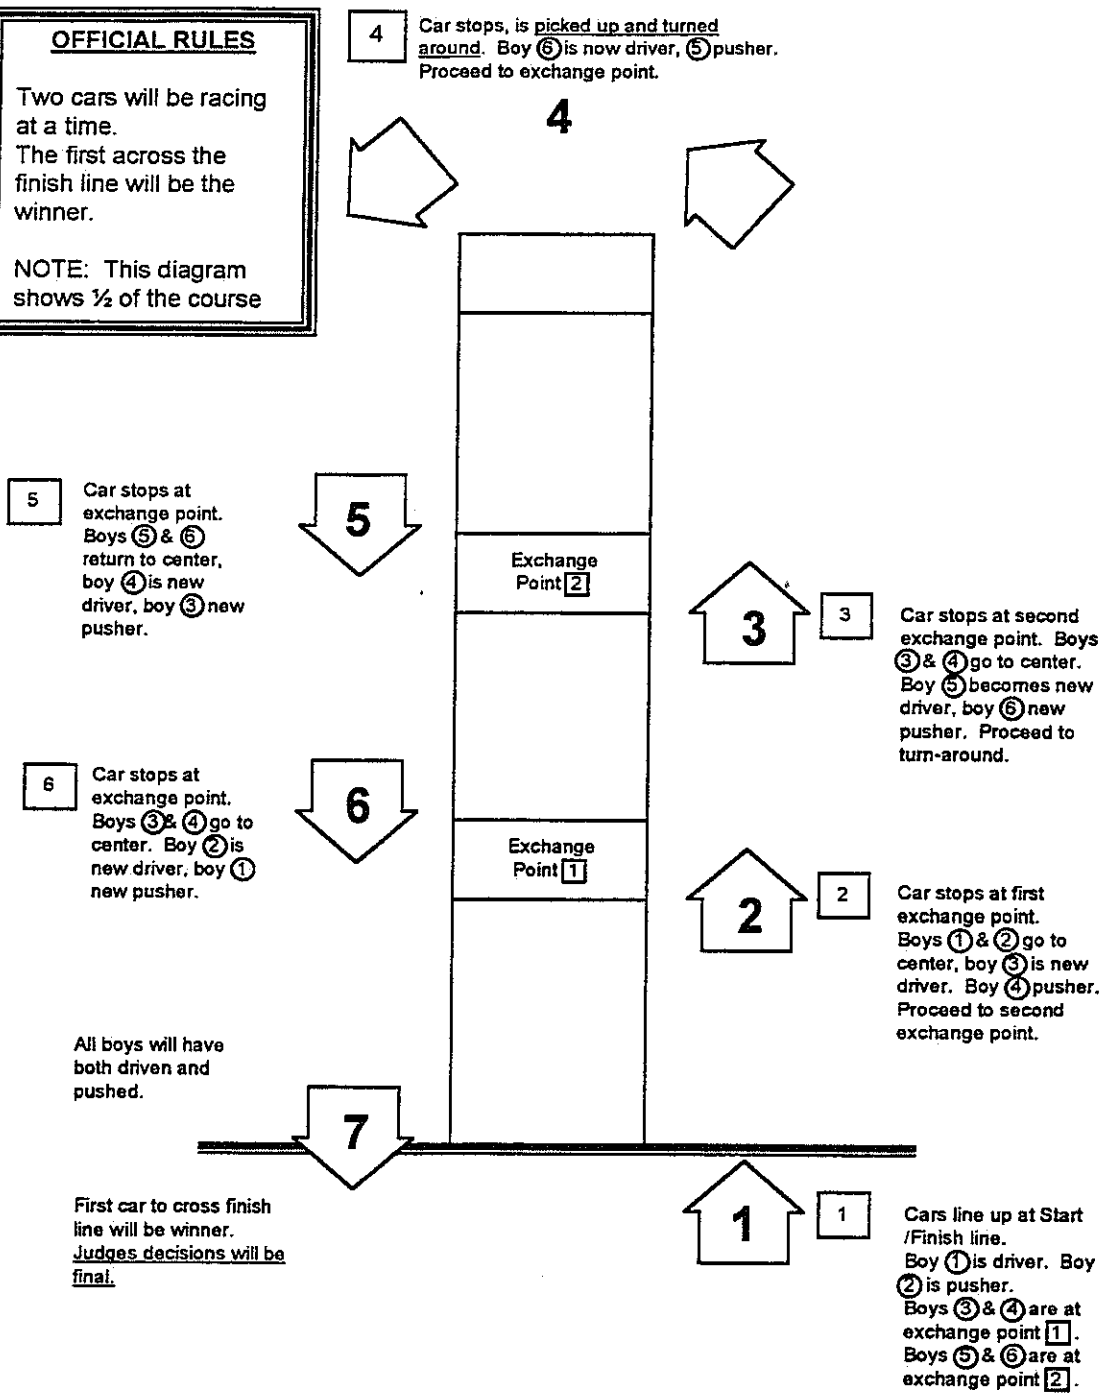 OFFICIAL RULES
Two cars will be racing
at a time.
The first across the
finish line will be the
winner.
NOTE: This diagram
shows ½ of the course
4
Car stops, is picked up and turned
around. Boy ⑥ is now driver, ⑤ pusher.
Proceed to exchange point.
4
5
Car stops at
exchange point.
Boys ⑤ & ⑥
return to center,
boy ④ is new
driver, boy ③ new
pusher.
5
Exchange
Point 2
3
3
Car stops at second
exchange point. Boys
③ & ④ go to center.
Boy ⑤ becomes new
driver, boy ⑥ new
pusher. Proceed to
turn-around.
6
Car stops at
exchange point.
Boys ③ & ④ go to
center. Boy ② is
new driver, boy ①
new pusher.
6
Exchange
Point 1
2
2
Car stops at first
exchange point.
Boys ① & ② go to
center, boy ③ is new
driver. Boy ④ pusher.
Proceed to second
exchange point.
All boys will have
both driven and
pushed.
7
First car to cross finish
line will be winner.
Judges decisions will be
final.
1
1
Cars line up at Start
/Finish line.
Boy ① is driver. Boy
② is pusher.
Boys ③ & ④ are at
exchange point 1 .
Boys ⑤ & ⑥ are at
exchange point 2 .